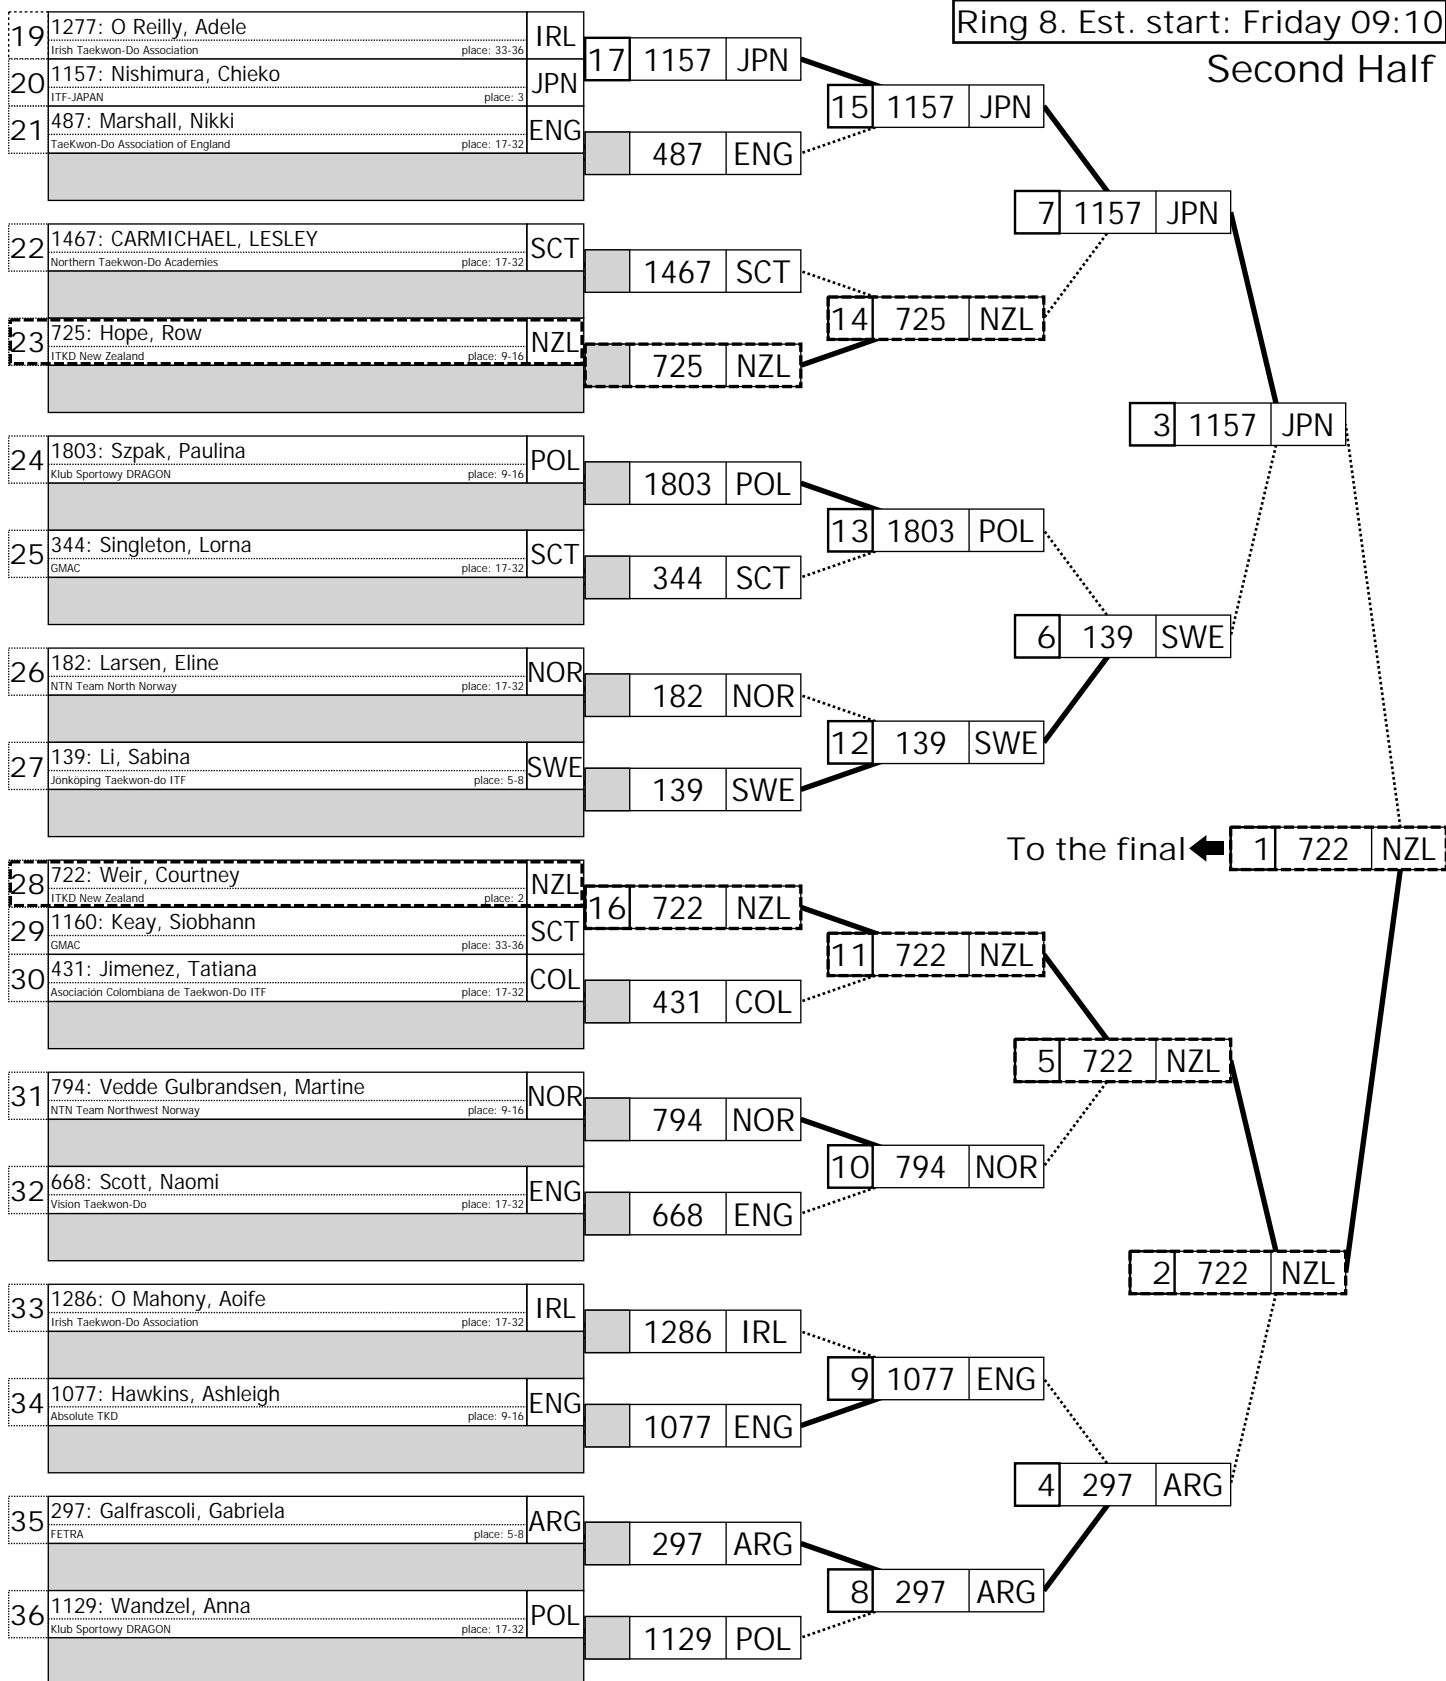 Ring 8. Est. start: Friday 09:10
Second Half
19 1277: O Reilly, Adele IRL
Irish Taekwon-Do Association place: 33-36
20 1157: Nishimura, Chieko JPN
ITF-JAPAN place: 3
21 487: Marshall, Nikki ENG
TaeKwon-Do Association of England place: 17-32
22 1467: CARMICHAEL, LESLEY SCT
Northern Taekwon-Do Academies place: 17-32
23 725: Hope, Row NZL
ITKD New Zealand place: 9-16
24 1803: Szpak, Paulina POL
Klub Sportowy DRAGON place: 9-16
25 344: Singleton, Lorna SCT
GMAC place: 17-32
26 182: Larsen, Eline NOR
NTN Team North Norway place: 17-32
27 139: Li, Sabina SWE
Jönköping Taekwon-do ITF place: 5-8
28 722: Weir, Courtney NZL
ITKD New Zealand place: 2
29 1160: Keay, Siobhann SCT
GMAC place: 33-36
30 431: Jimenez, Tatiana COL
Asociación Colombiana de Taekwon-Do ITF place: 17-32
31 794: Vedde Gulbrandsen, Martine NOR
NTN Team Northwest Norway place: 9-16
32 668: Scott, Naomi ENG
Vision Taekwon-Do place: 17-32
33 1286: O Mahony, Aoife IRL
Irish Taekwon-Do Association place: 17-32
34 1077: Hawkins, Ashleigh ENG
Absolute TKD place: 9-16
35 297: Galfrascoli, Gabriela ARG
FETRA place: 5-8
36 1129: Wandzel, Anna POL
Klub Sportowy DRAGON place: 17-32
17 1157 JPN
487 ENG
1467 SCT
725 NZL
1803 POL
344 SCT
182 NOR
139 SWE
16 722 NZL
431 COL
794 NOR
668 ENG
1286 IRL
1077 ENG
297 ARG
1129 POL
15 1157 JPN
14 725 NZL
13 1803 POL
12 139 SWE
11 722 NZL
10 794 NOR
9 1077 ENG
8 297 ARG
7 1157 JPN
6 139 SWE
5 722 NZL
4 297 ARG
3 1157 JPN
2 722 NZL
To the final 1 722 NZL